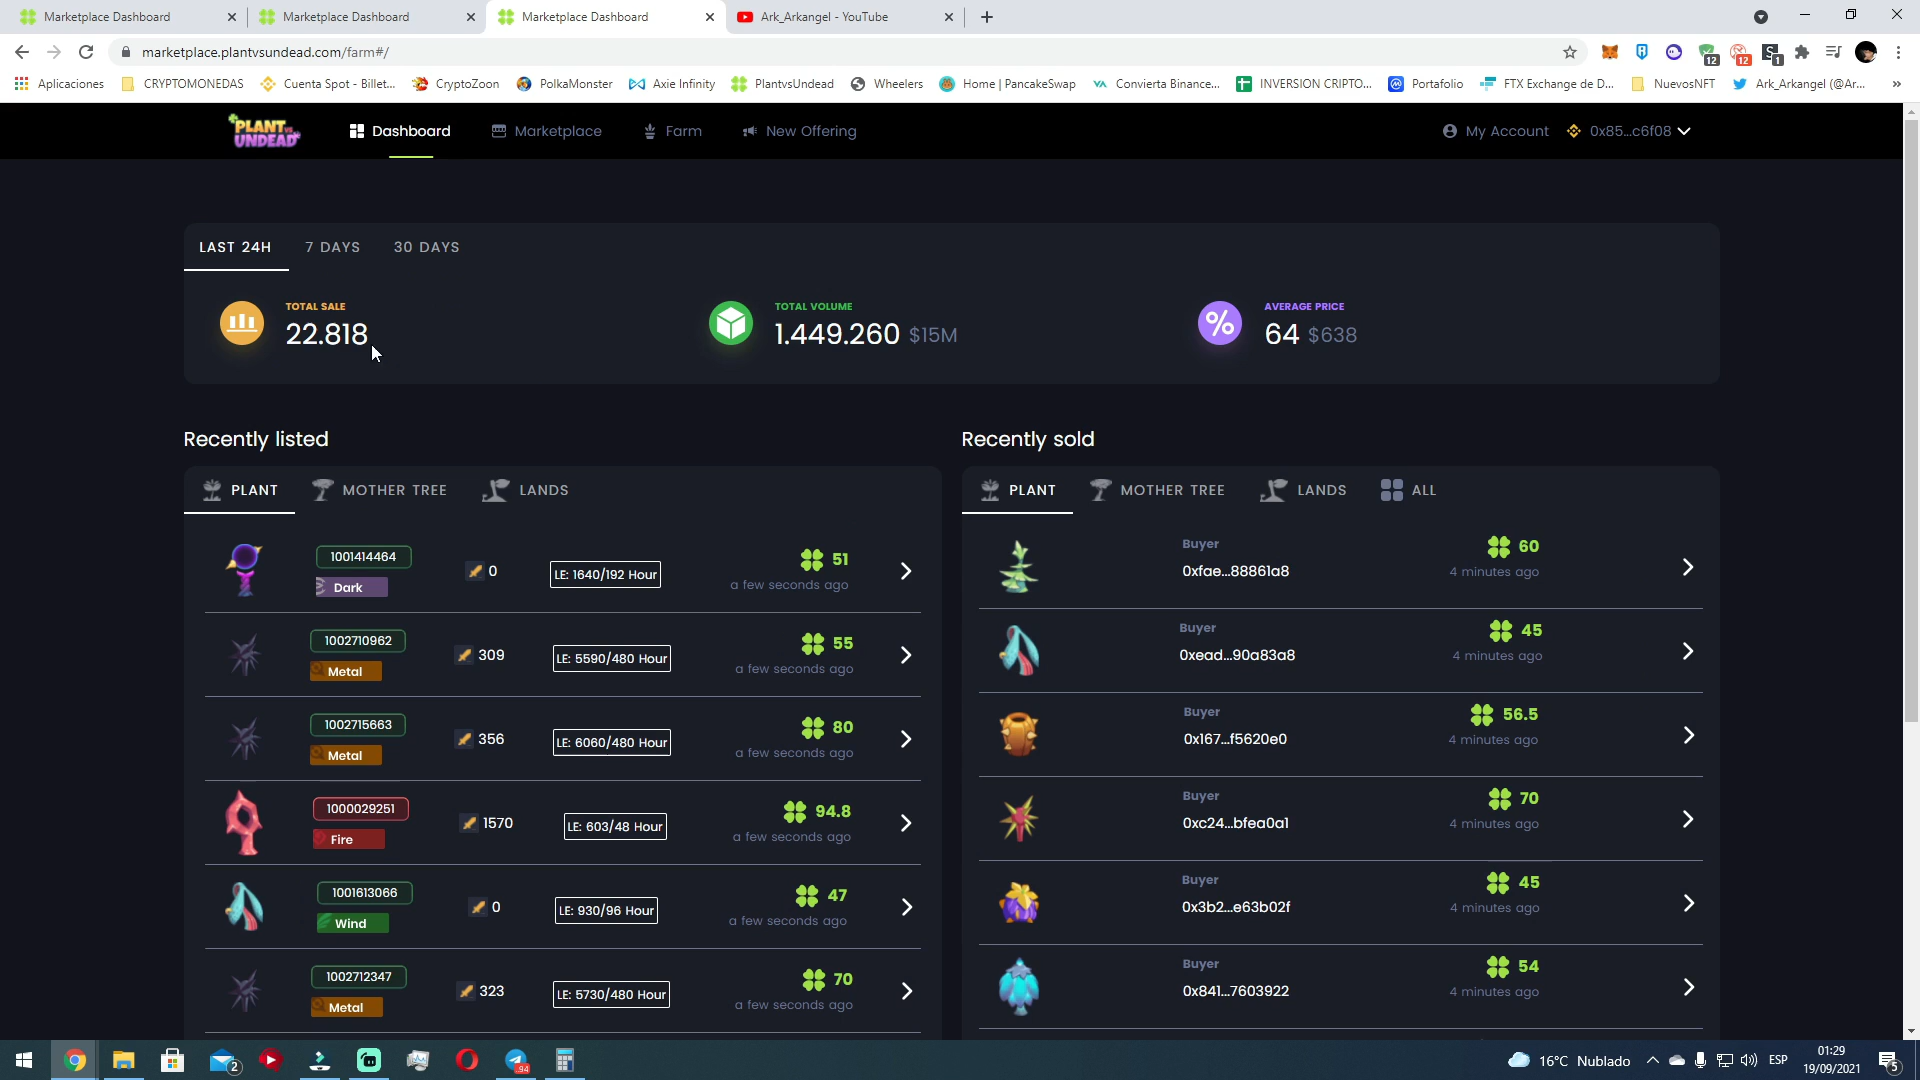 Marketplace Dashboard
Marketplace Dashboard
Marketplace Dashboard
Ark_Arkangel - YouTube
marketplace.plantvsundead.com/farm#/
12
12
1
Aplicaciones
CRYPTOMONEDAS
Cuenta Spot - Billet...
CryptoZoon
PolkaMonster
Axie Infinity
PlantvsUndead
Wheelers
Home | PancakeSwap
Convierta Binance...
INVERSION CRIPTO...
Portafolio
FTX Exchange de D...
NuevosNFT
Ark_Arkangel (@Ar...
»
PLANT VS UNDEAD
Dashboard
Marketplace
Farm
New Offering
My Account
0x85...c6f08
LAST 24H
7 DAYS
30 DAYS
TOTAL SALE
22.818
TOTAL VOLUME
1.449.260 $15M
AVERAGE PRICE
64 $638
Recently listed
PLANT
MOTHER TREE
LANDS
1001414464
Dark
0
LE: 1640/192 Hour
51
a few seconds ago
1002710962
Metal
309
LE: 5590/480 Hour
55
a few seconds ago
1002715663
Metal
356
LE: 6060/480 Hour
80
a few seconds ago
1000029251
Fire
1570
LE: 603/48 Hour
94.8
a few seconds ago
1001613066
Wind
0
LE: 930/96 Hour
47
a few seconds ago
1002712347
Metal
323
LE: 5730/480 Hour
70
a few seconds ago
Recently sold
PLANT
MOTHER TREE
LANDS
ALL
Buyer
0xfae...88861a8
60
4 minutes ago
Buyer
0xead...90a83a8
45
4 minutes ago
Buyer
0x167...f5620e0
56.5
4 minutes ago
Buyer
0xc24...bfea0a1
70
4 minutes ago
Buyer
0x3b2...e63b02f
45
4 minutes ago
Buyer
0x841...7603922
54
4 minutes ago
2
94
16°C Nublado
ESP
01:29
19/09/2021
5